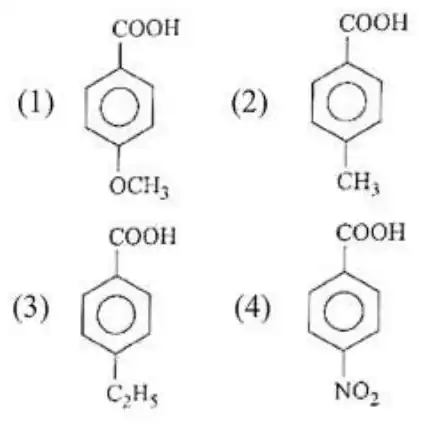 (1) COOH
OCH₃
(2) COOH
CH₃
(3) COOH
C₂H₅
(4) COOH
NO₂